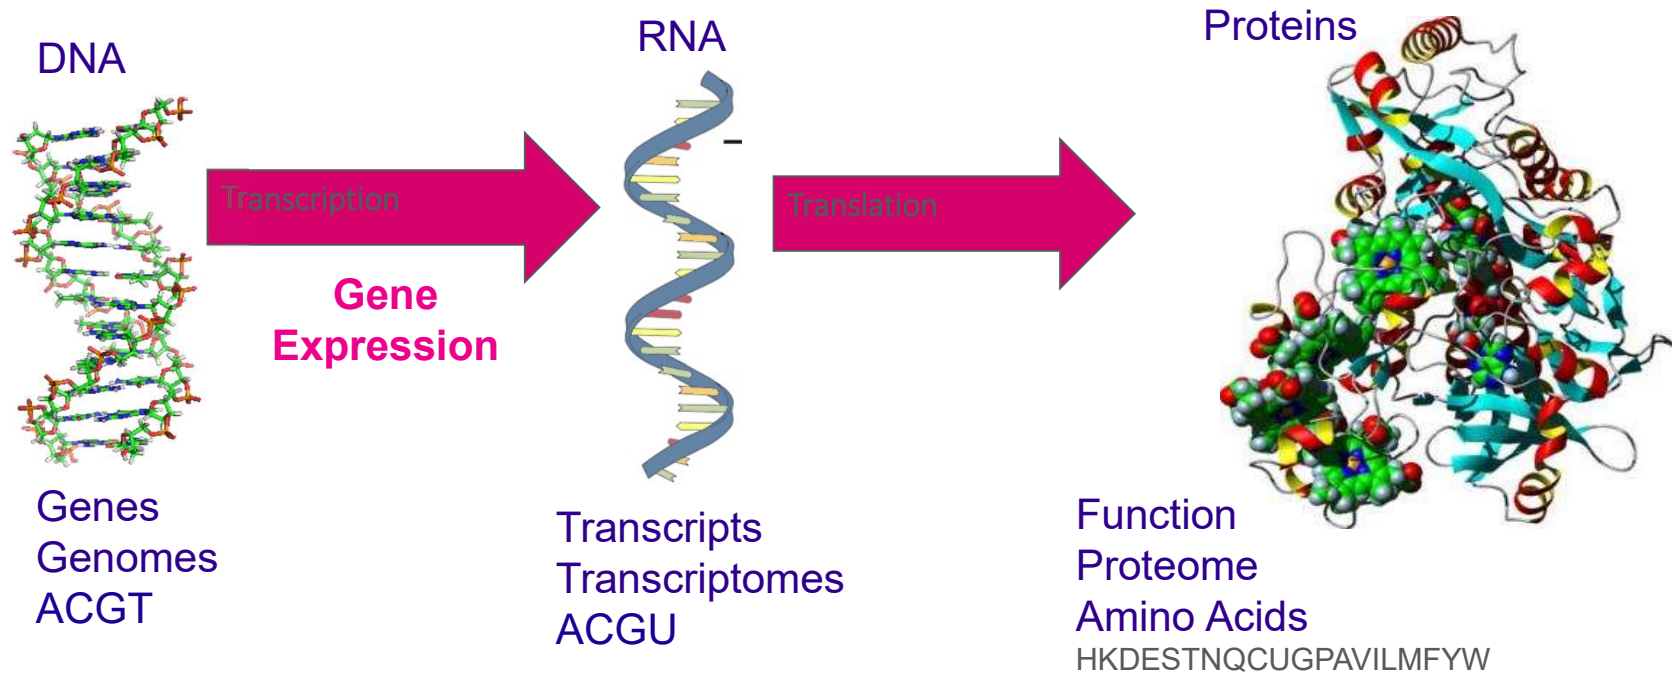 DNA
Transcription
Gene
Expression
Genes
Genomes
ACGT
RNA
Transcripts
Transcriptomes
ACGU
Translation
Proteins
Function
Proteome
Amino Acids
HKDESTNQCUGPAVILMFYW